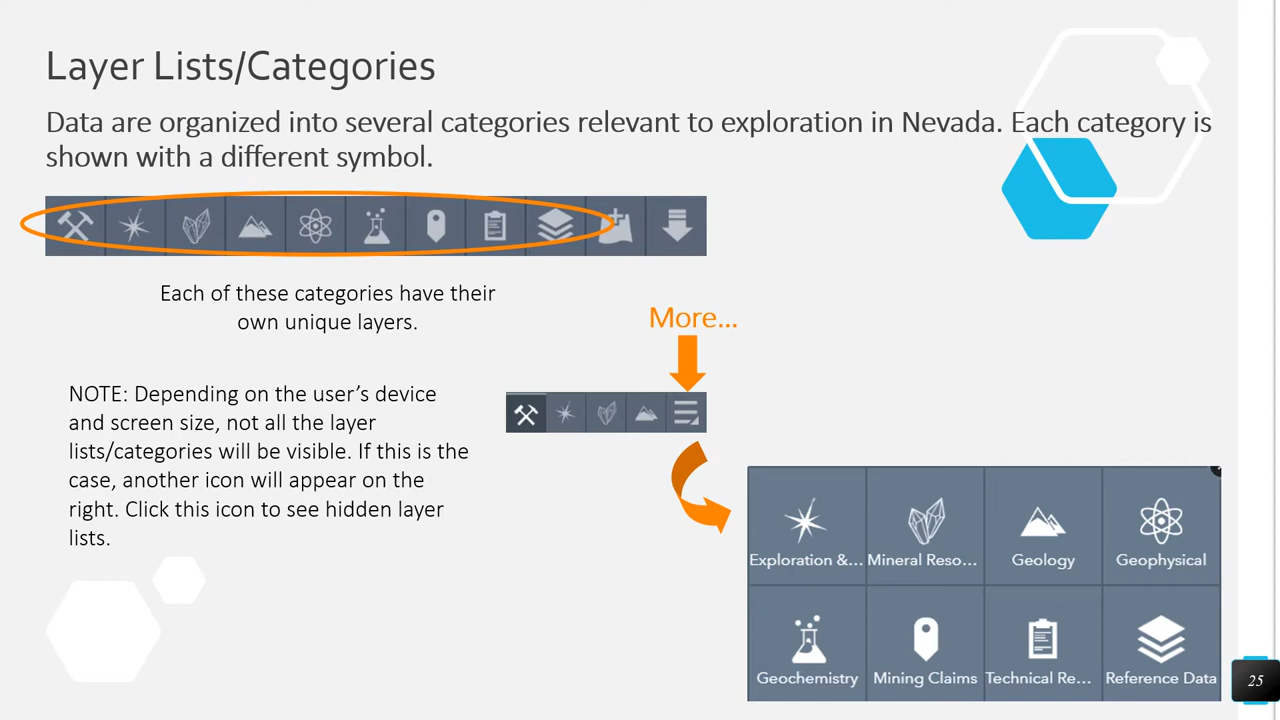 Layer Lists/Categories
Data are organized into several categories relevant to exploration in Nevada. Each category is
shown with a different symbol.
Each of these categories have their
own unique layers.
More...
NOTE: Depending on the user's device
and screen size, not all the layer
lists/categories will be visible. If this is the
case, another icon will appear on the
right. Click this icon to see hidden layer
lists.
Exploration &... Mineral Reso... Geology Geophysical
Geochemistry Mining Claims Technical Re... Reference Data
25